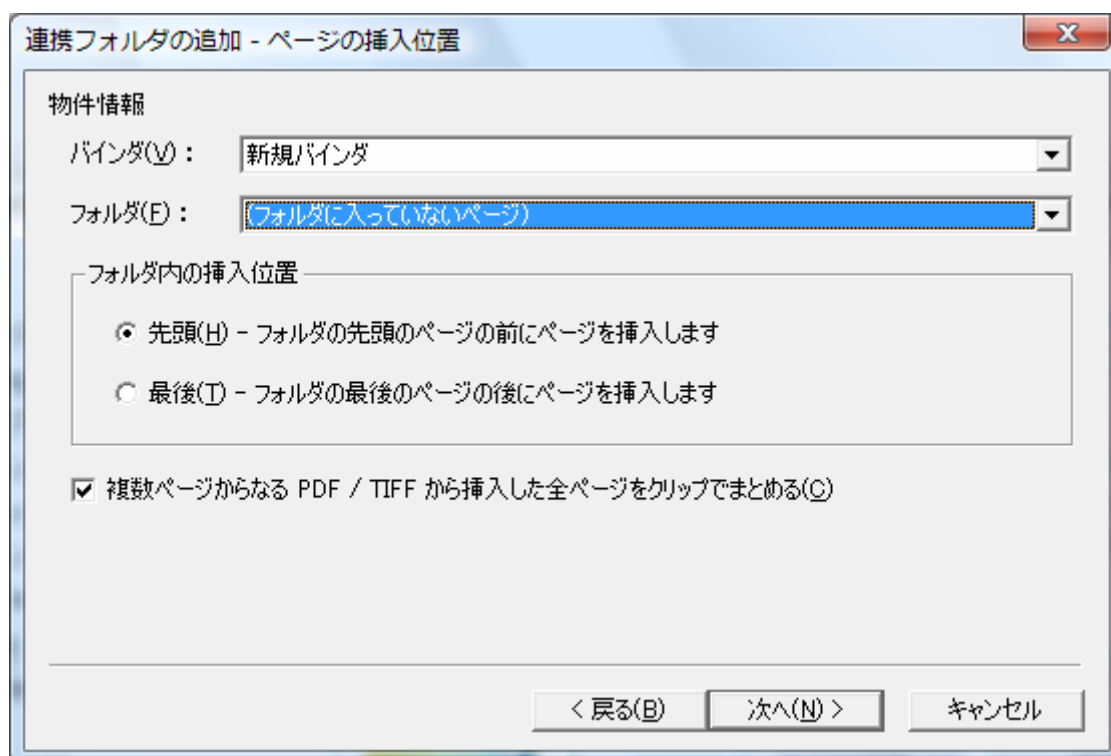 連携フォルダの追加 - ページの挿入位置
物件情報
バインダ(V)：
新規バインダ
フォルダ(F)：
(フォルダに入っていないページ)
フォルダ内の挿入位置
先頭(H) - フォルダの先頭のページの前にページを挿入します
最後(T) - フォルダの最後のページの後にページを挿入します
複数ページからなる PDF / TIFF から挿入した全ページをクリップでまとめる(C)
< 戻る(B)
次へ(N) >
キャンセル